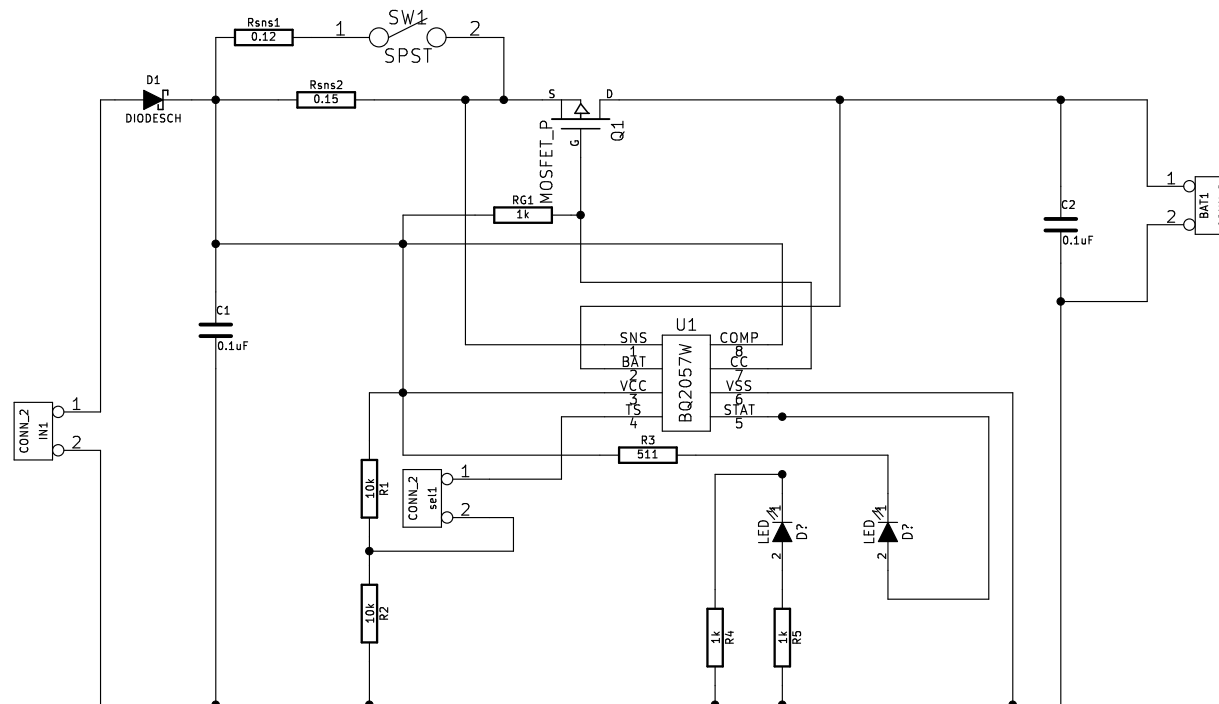 Rsns1
0.12
1
SW1
2
SPST
D1
DIODESCH
Rsns2
0.15
S
D
G
Q1
MOSFET_P
RG1
1k
C2
0.1uF
1
2
BAT1
C1
0.1uF
U1
BQ2057W
SNS
1
BAT
2
VCC
3
TS
4
COMP
8
CC
7
VSS
6
STAT
5
CONN_2
IN1
1
2
R3
511
10k
R1
CONN_2
sel1
1
2
10k
R2
LED
1
2
D?
LED
1
2
D?
1k
R4
1k
R5